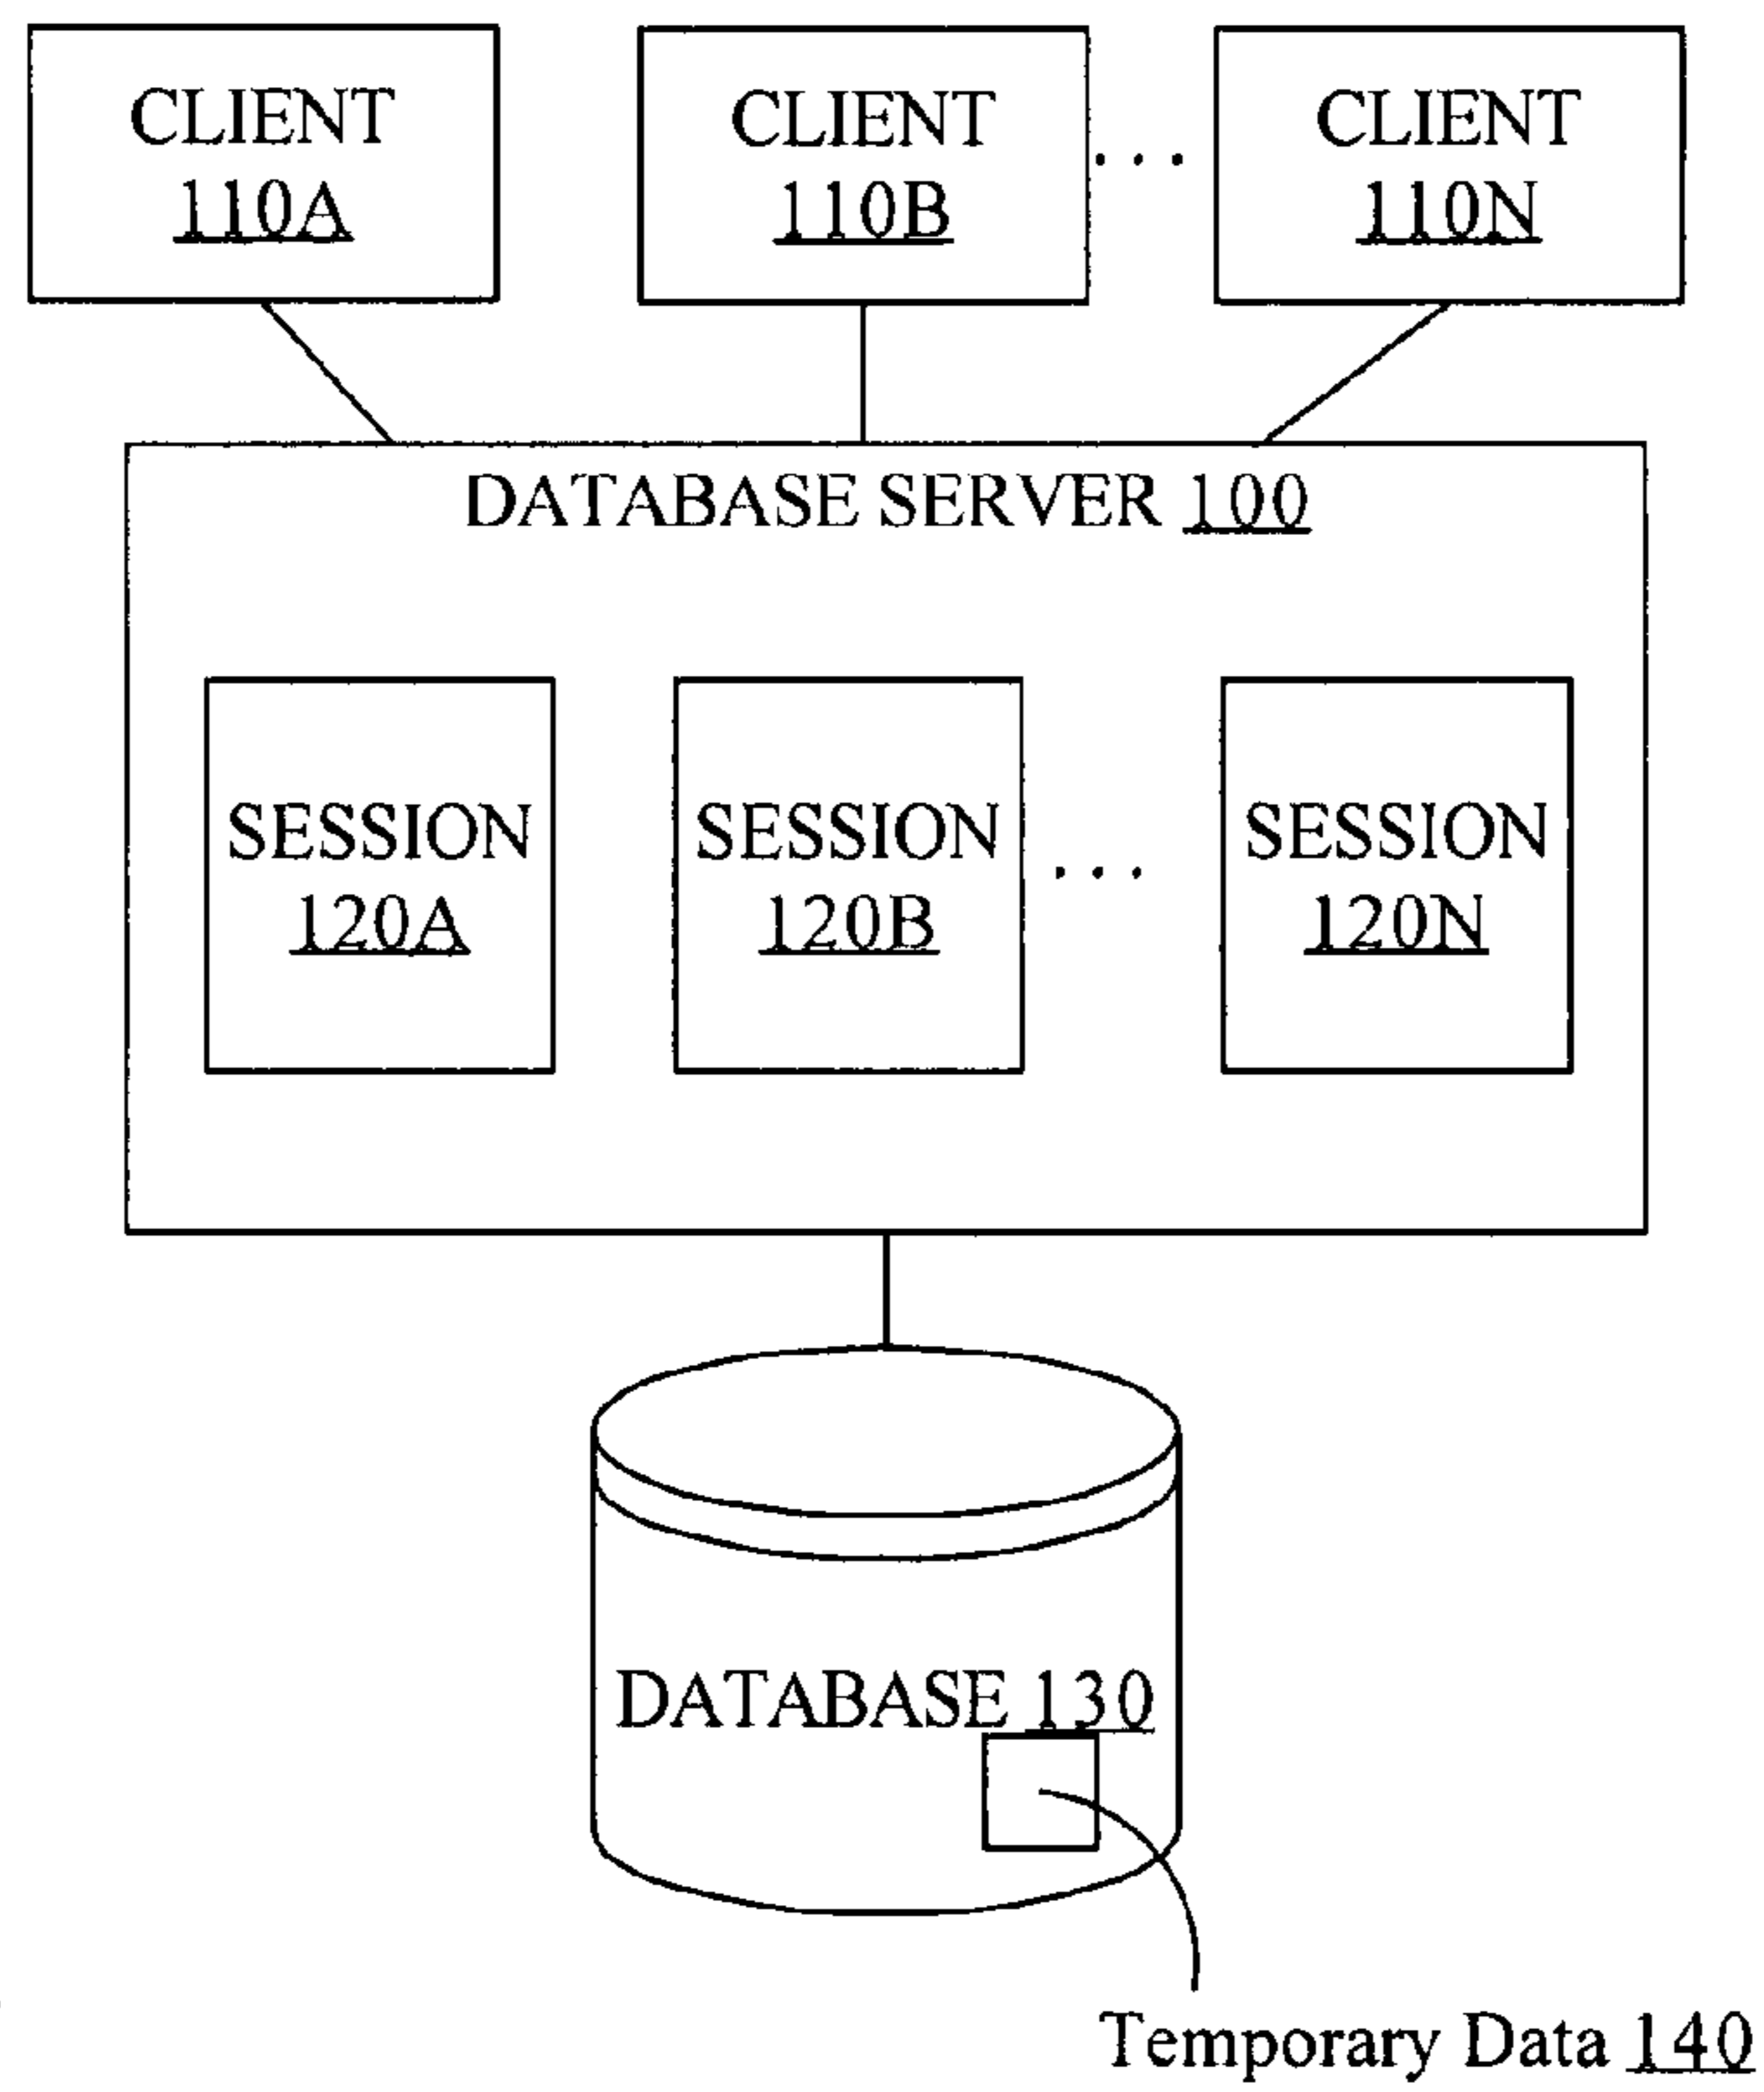 CLIENT
110A
CLIENT
110B
...
CLIENT
110N
DATABASE SERVER 100
SESSION
120A
SESSION
120B
...
SESSION
120N
DATABASE 130
Temporary Data 140